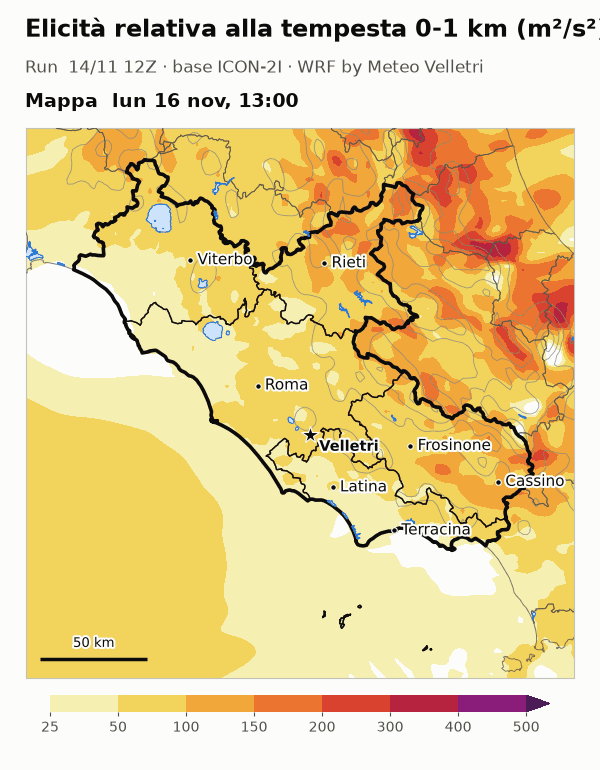 Elicità relativa alla tempesta 0-1 km (m²/s²)
Run 14/11 12Z · base ICON-2I · WRF by Meteo Velletri
Mappa lun 16 nov, 13:00
Viterbo
Rieti
Roma
Velletri
Frosinone
Cassino
Latina
Terracina
50 km
25 50 100 150 200 300 400 500